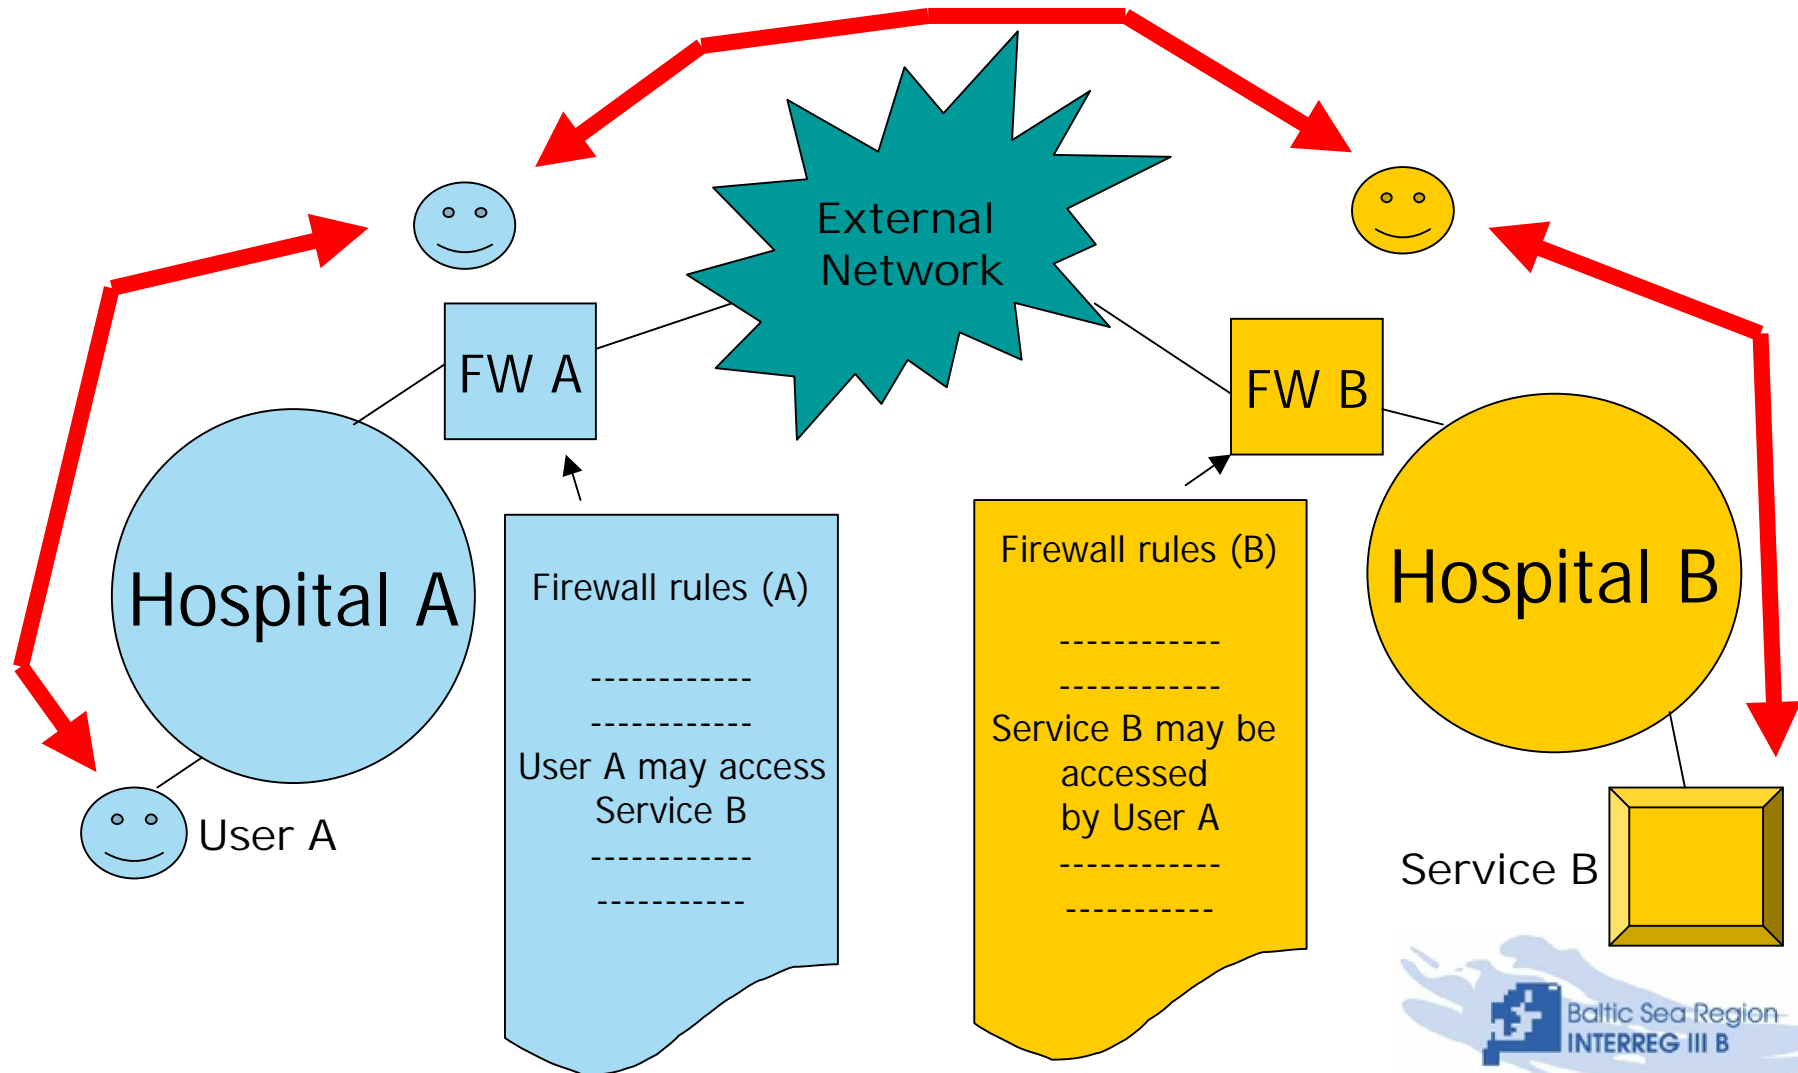 External
Network
FW A
FW B
Hospital A
Hospital B
Firewall rules (A)
------------
------------
User A may access
Service B
------------
-----------
Firewall rules (B)
------------
------------
Service B may be
accessed
by User A
------------
-----------
User A
Service B
Baltic Sea Region
INTERREG III B